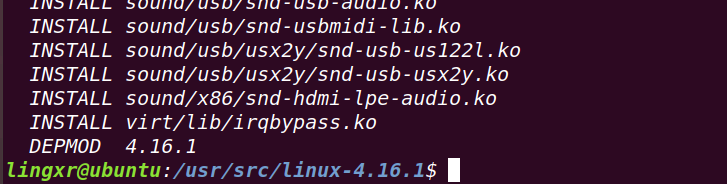 INSTALL sound/usb/snd-usb-audio.ko
INSTALL sound/usb/snd-usbmidi-lib.ko
INSTALL sound/usb/usx2y/snd-usb-us122l.ko
INSTALL sound/usb/usx2y/snd-usb-usx2y.ko
INSTALL sound/x86/snd-hdmi-lpe-audio.ko
INSTALL virt/lib/irqbypass.ko
DEPMOD  4.16.1
lingxr@ubuntu:/usr/src/linux-4.16.1$